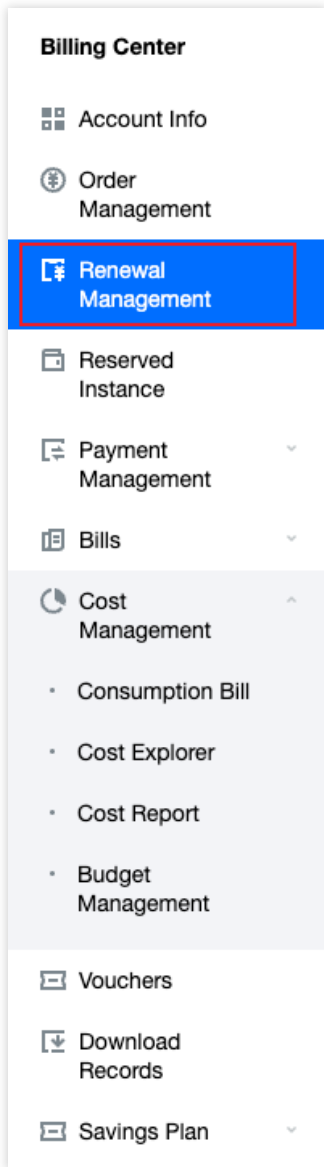 Billing Center
Account Info
Order
Management
Renewal
Management
Reserved
Instance
Payment
Management
Bills
Cost
Management
Consumption Bill
Cost Explorer
Cost Report
Budget
Management
Vouchers
Download
Records
Savings Plan